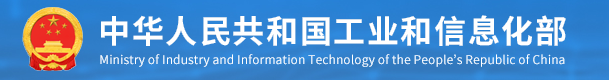 中华人民共和国工业和信息化部
Ministry of Industry and Information Technology of the People's Republic of China